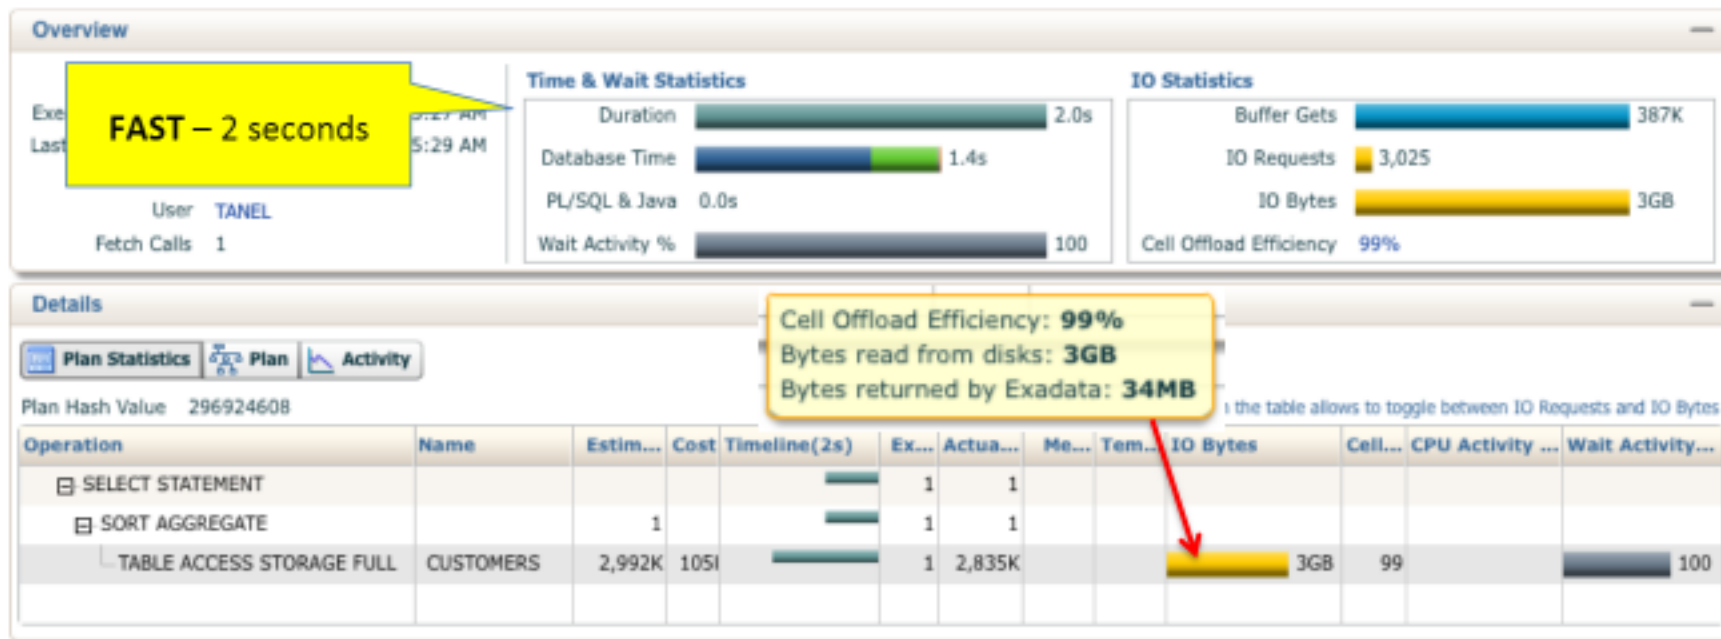 Overview
FAST – 2 seconds
Exe
Last
5:29 AM
User TANEL
Fetch Calls 1
Time & Wait Statistics
Duration 2.0s
Database Time 1.4s
PL/SQL & Java 0.0s
Wait Activity % 100
IO Statistics
Buffer Gets 387K
IO Requests 3,025
IO Bytes 3GB
Cell Offload Efficiency 99%
Details
Cell Offload Efficiency: 99%
Bytes read from disks: 3GB
Bytes returned by Exadata: 34MB
Plan Statistics Plan Activity
Plan Hash Value 296924608
the table allows to toggle between IO Requests and IO Bytes
Operation Name Estim... Cost Timeline(2s) Ex... Actua... Me... Tem... IO Bytes Cell... CPU Activity ... Wait Activity...
SELECT STATEMENT 1 1
SORT AGGREGATE 1 1 1
TABLE ACCESS STORAGE FULL CUSTOMERS 2,992K 105 1 2,835K 3GB 99 100